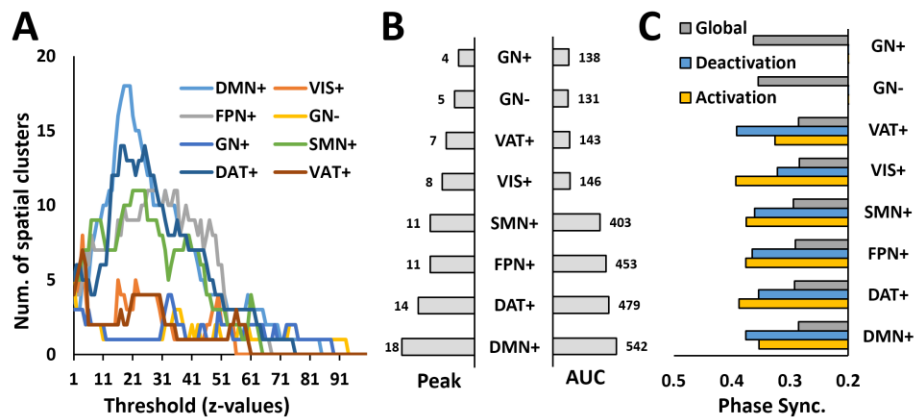 A
Num. of spatial clusters
20
15
10
5
0
DMN+ VIS+
FPN+ GN-
GN+ SMN+
DAT+ VAT+
1 11 21 31 41 51 61 71 81 91
Threshold (z-values)
B
4 GN+ 138
5 GN- 131
7 VAT+ 143
8 VIS+ 146
11 SMN+ 403
11 FPN+ 453
14 DAT+ 479
18 DMN+ 542
Peak AUC
C
Global
Deactivation
Activation
GN+
GN-
VAT+
VIS+
SMN+
FPN+
DAT+
DMN+
0.5 0.4 0.3 0.2
Phase Sync.